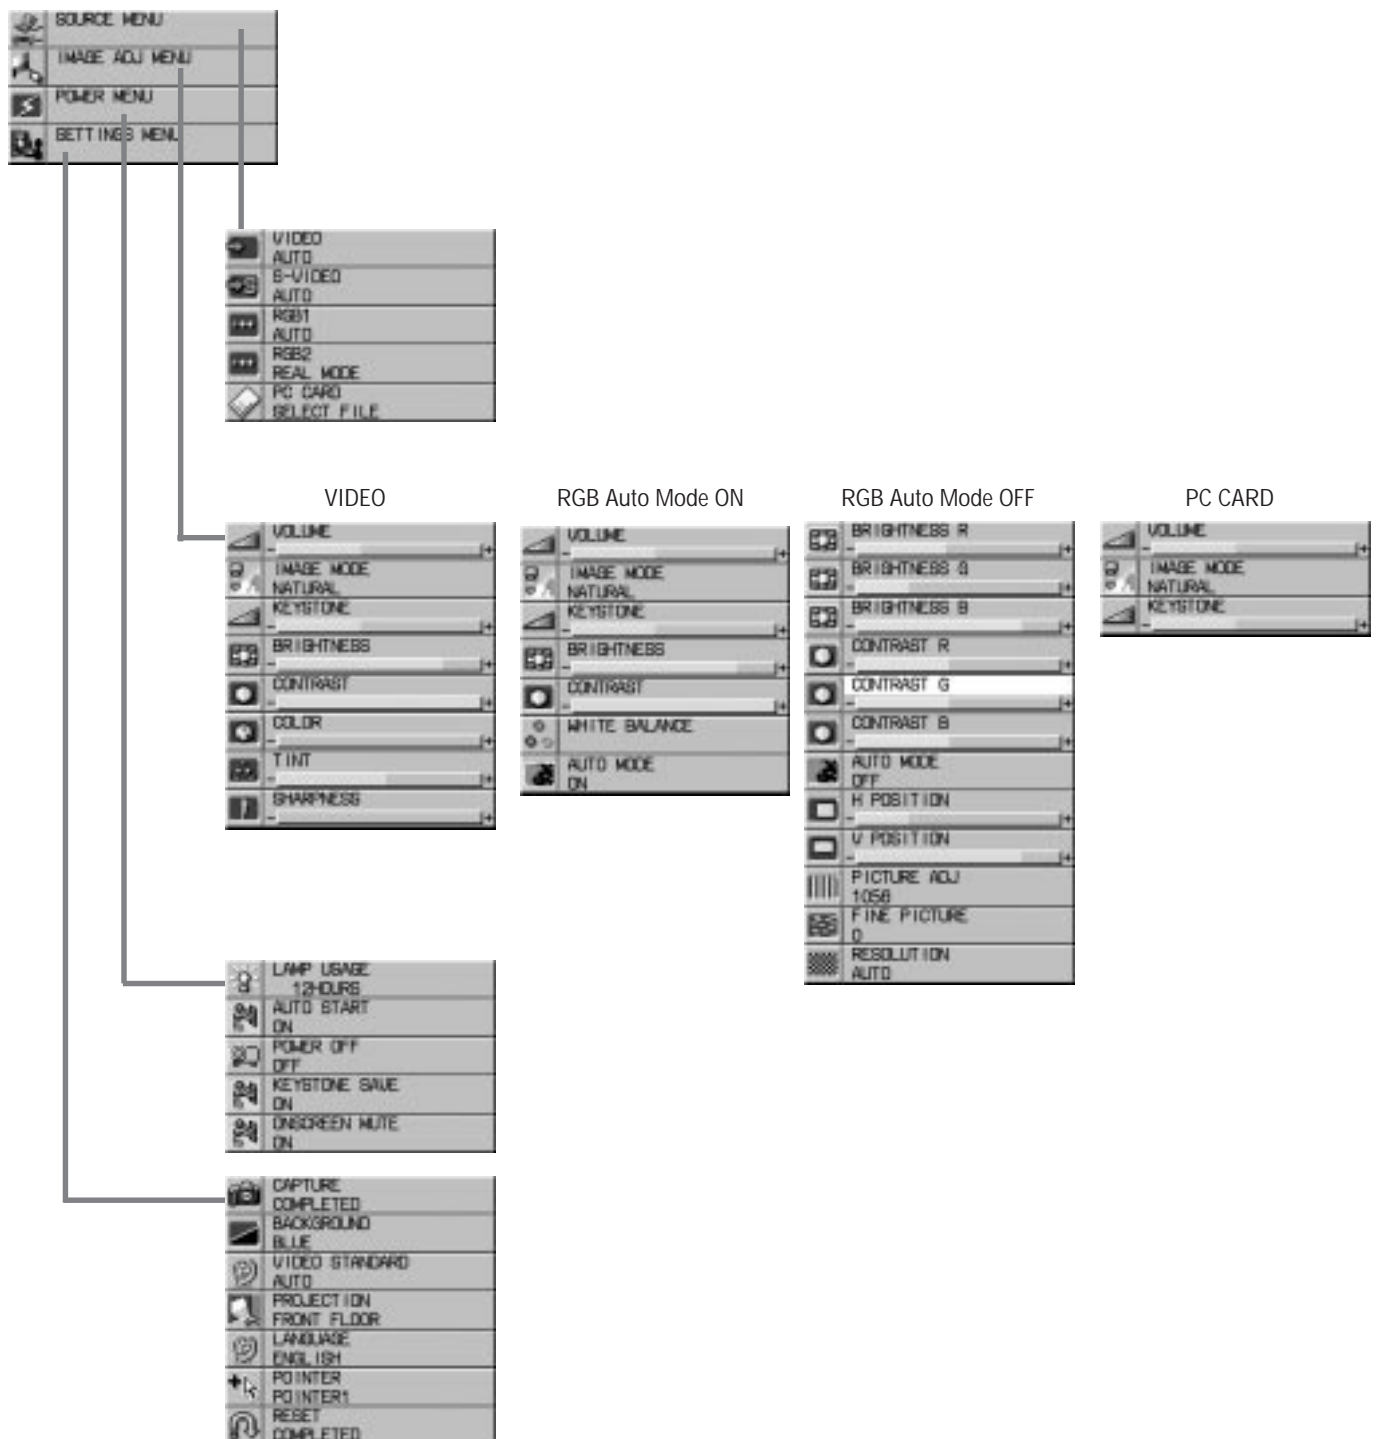 SOURCE MENU
IMAGE ADJ MENU
POWER MENU
SETTINGS MENU
VIDEO
AUTO
S-VIDEO
AUTO
RGB1
AUTO
RGB2
REAL MODE
PC CARD
SELECT FILE
VIDEO
VOLUME
IMAGE MODE
NATURAL
KEYSTONE
BRIGHTNESS
CONTRAST
COLOR
TINT
SHARPNESS
RGB Auto Mode ON
VOLUME
IMAGE MODE
NATURAL
KEYSTONE
BRIGHTNESS
CONTRAST
WHITE BALANCE
AUTO MODE
ON
RGB Auto Mode OFF
BRIGHTNESS R
BRIGHTNESS G
BRIGHTNESS B
CONTRAST R
CONTRAST G
CONTRAST B
AUTO MODE
OFF
H POSITION
V POSITION
PICTURE ADJ
1056
FINE PICTURE
0
RESOLUTION
AUTO
PC CARD
VOLUME
IMAGE MODE
NATURAL
KEYSTONE
LAMP USAGE
12HOURS
AUTO START
ON
POWER OFF
OFF
KEYSTONE SAVE
ON
ONSCREEN MUTE
ON
CAPTURE
COMPLETED
BACKGROUND
BLUE
VIDEO STANDARD
AUTO
PROJECTION
FRONT FLOOR
LANGUAGE
ENGLISH
POINTER
POINTER1
RESET
COMPLETED